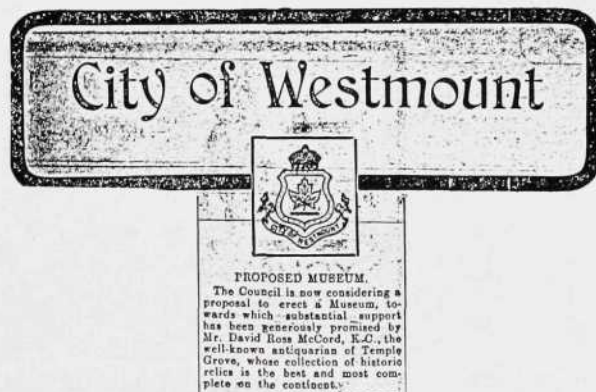 City of Westmount
CITY OF WESTMOUNT
PROPOSED MUSEUM.
The Council is now considering a
proposal to erect a Museum, to-
wards which substantial support
has been generously promised by
Mr. David Ross McCord, K.C., the
well-known antiquarian of Temple
Grove, whose collection of historic
relics is the best and most com-
plete on the continent.